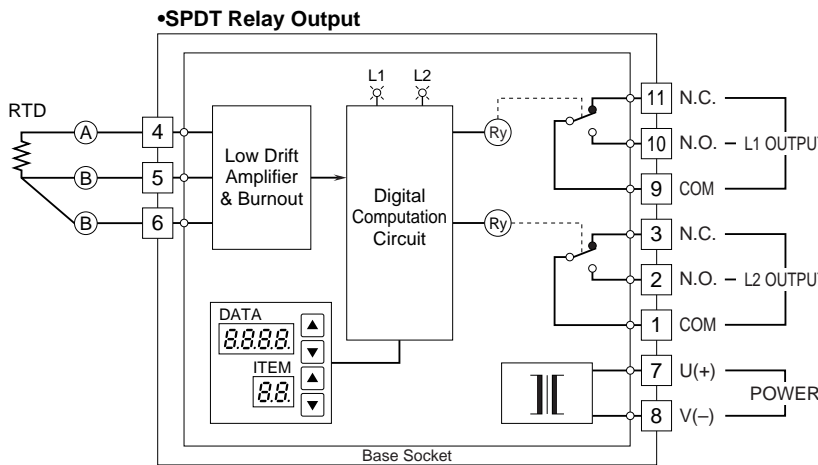 •SPDT Relay Output
L1 L2
RTD
A 4
B 5
B 6
Low Drift
Amplifier
& Burnout
Digital
Computation
Circuit
Ry
Ry
11 N.C.
10 N.O. L1 OUTPUT
9 COM
3 N.C.
2 N.O. L2 OUTPUT
1 COM
7 U(+)
POWER
8 V(–)
DATA
8.8.8.8.
ITEM
8.8.
Base Socket